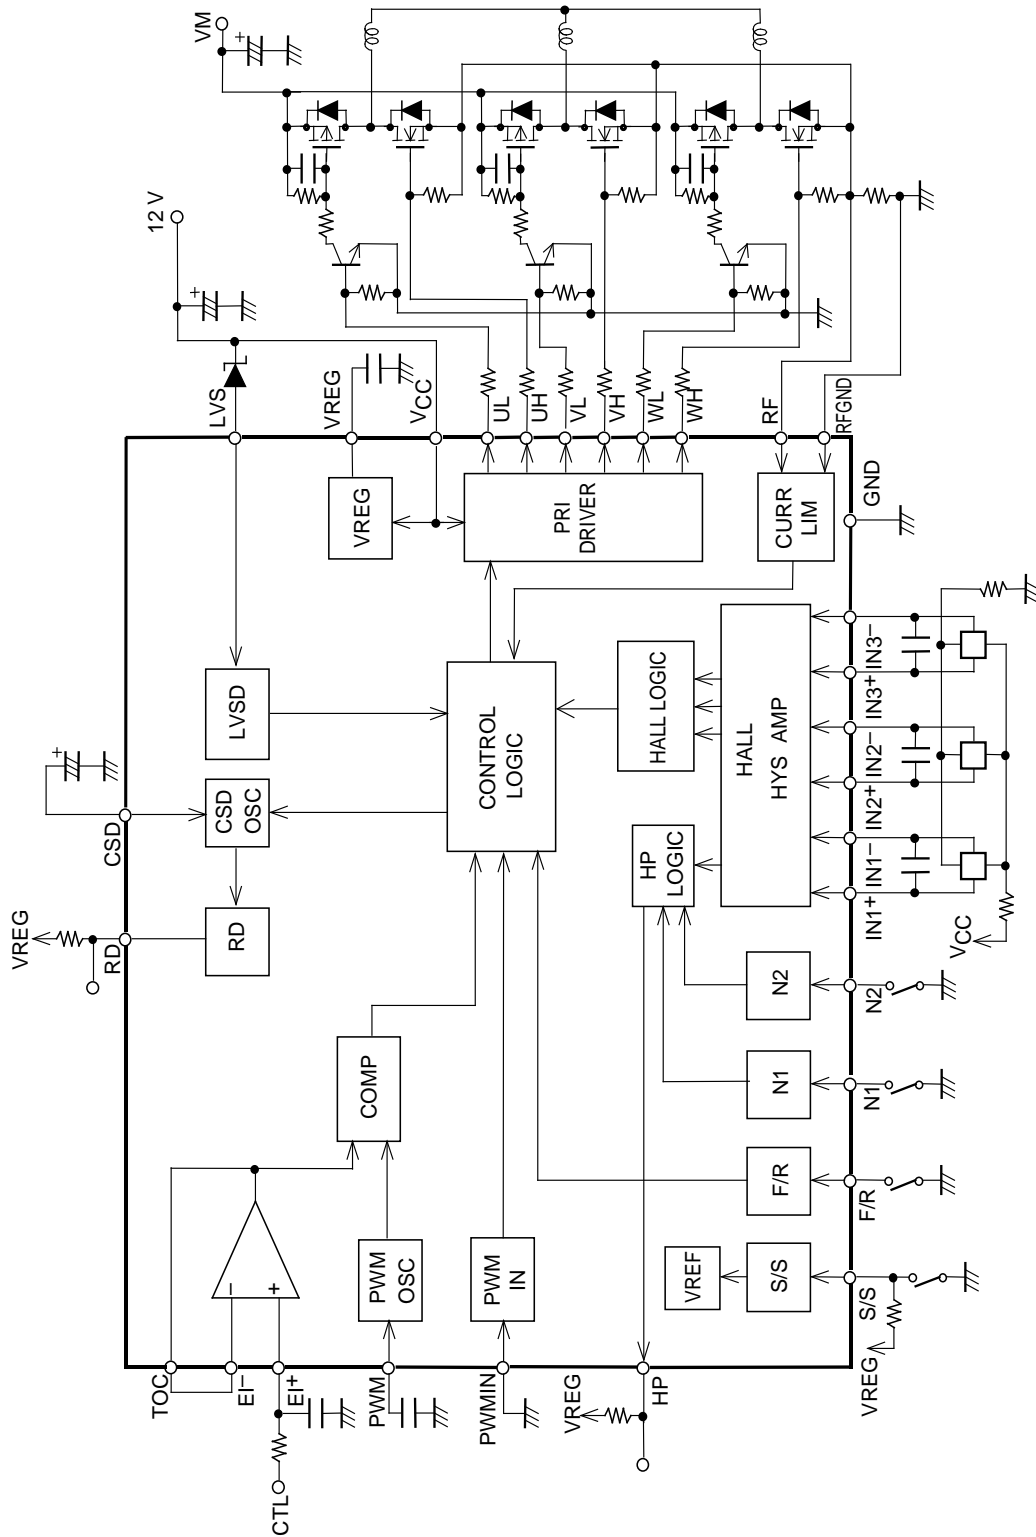 VM
+
12 V
+
LVS
VREG
VCC
UL
UH
VL
VH
WL
WH
RF
RFGND
VREG
PRI
DRIVER
CURR
LIM
GND
LVSD
CONTROL
LOGIC
HALL LOGIC
HALL
HYS AMP
IN3–
IN3+
IN2–
IN2+
IN1–
IN1+
+
CSD
CSD
OSC
HP
LOGIC
VREG
RD
RD
VCC
N2
N2
COMP
N1
N1
F/R
F/R
–
+
PWM
OSC
PWM
IN
VREF
S/S
S/S
VREG
TOC
EI–
EI+
PWM
PWMIN
VREG
HP
CTL